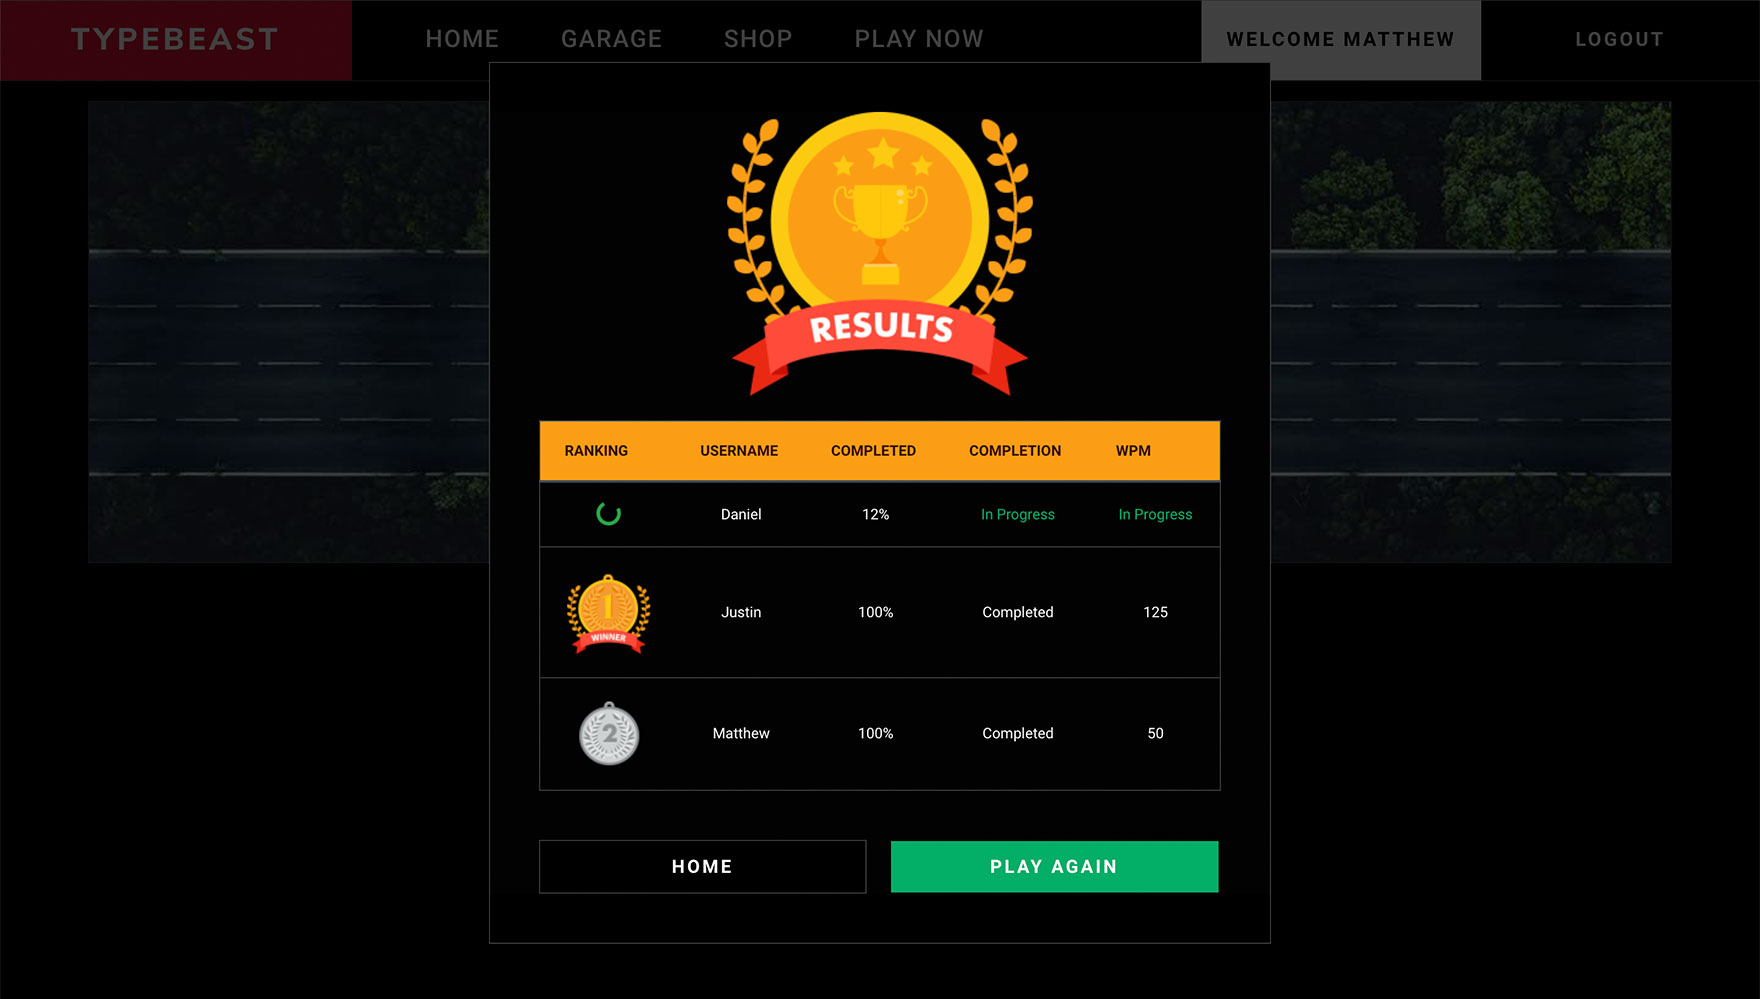 TYPEBEAST HOME GARAGE SHOP PLAY NOW WELCOME MATTHEW LOGOUT
RESULTS
RANKING USERNAME COMPLETED COMPLETION WPM
Daniel 12% In Progress In Progress
1
WINNER
Justin 100% Completed 125
2 Matthew 100% Completed 50
HOME PLAY AGAIN